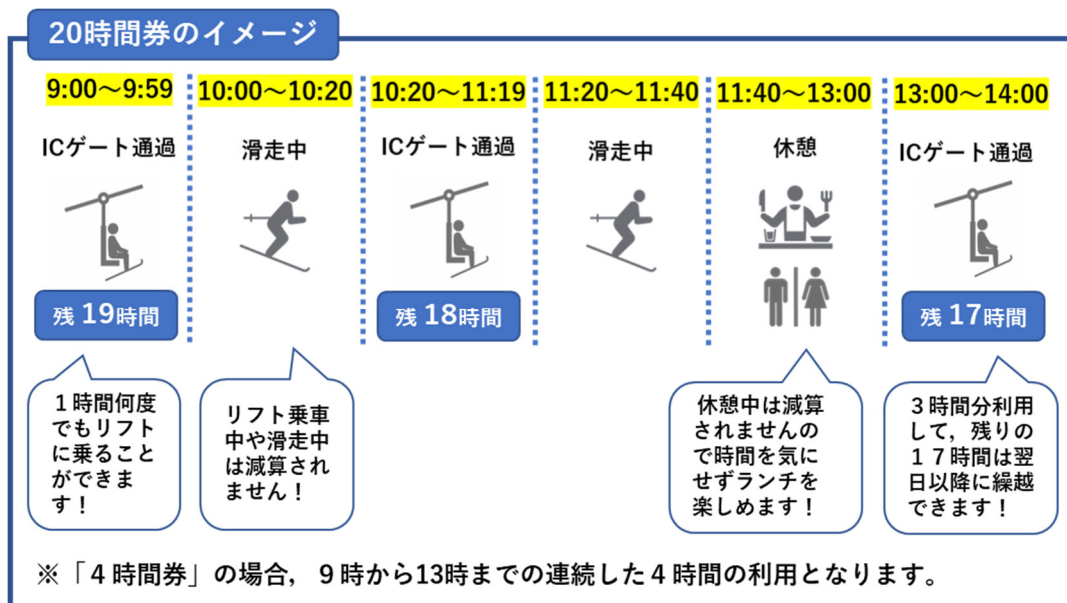 20時間券のイメージ
9:00～9:59
10:00～10:20
10:20～11:19
11:20～11:40
11:40～13:00
13:00～14:00
ICゲート通過
滑走中
ICゲート通過
滑走中
休憩
ICゲート通過
残 19時間
残 18時間
残 17時間
１時間何度
でもリフト
に乗ること
ができま
す！
リフト乗車
中や滑走中
は減算され
ません！
休憩中は減算
されませんの
で時間を気に
せずランチを
楽しめます！
３時間分利用
して，残りの
１７時間は翌
日以降に繰越
できます！
※「４時間券」の場合，９時から13時までの連続した４時間の利用となります。